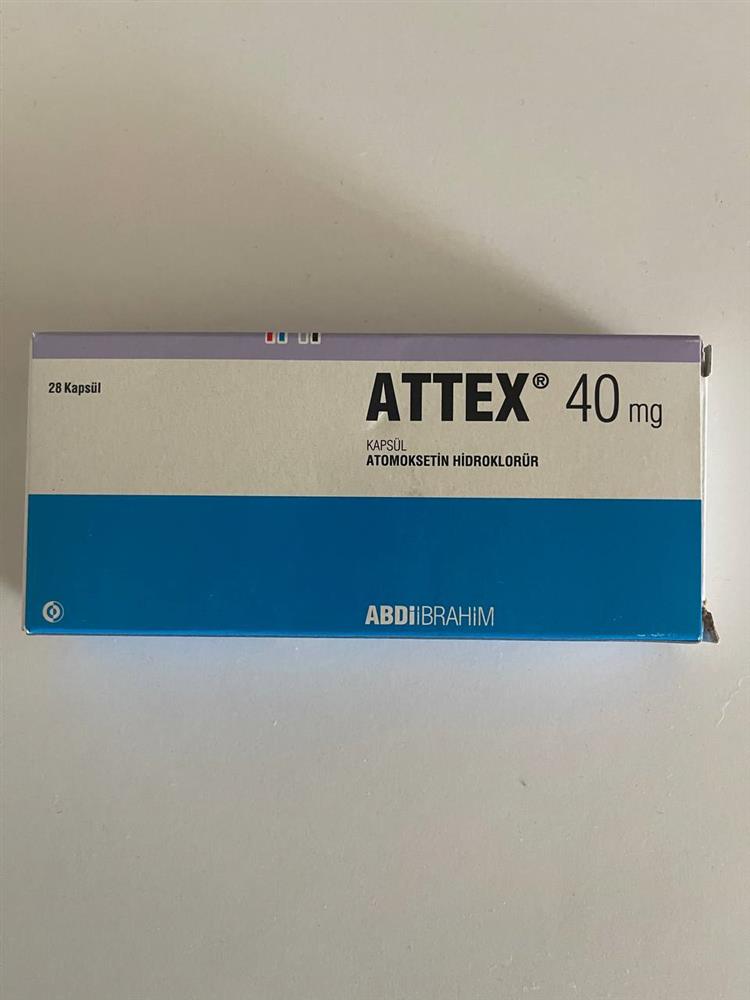 28 Kapsül
ATTEX® 40 mg
KAPSÜL
ATOMOKSETİN HİDROKLORÜR
ABDİİBRAHİM